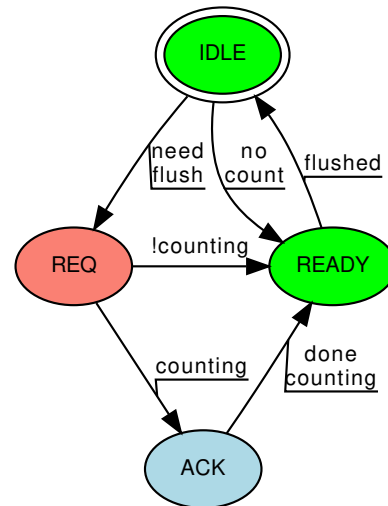 IDLE
need
flush
no
count
flushed
REQ
!counting
READY
counting
done
counting
ACK